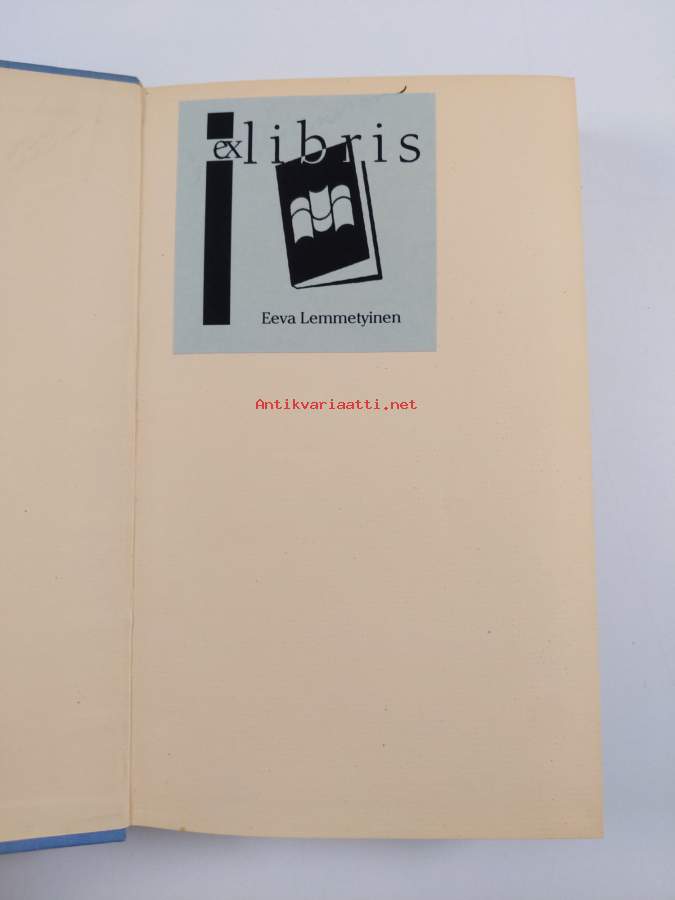 ex libris
Eeva Lemmetyinen
Antikvariaatti.net